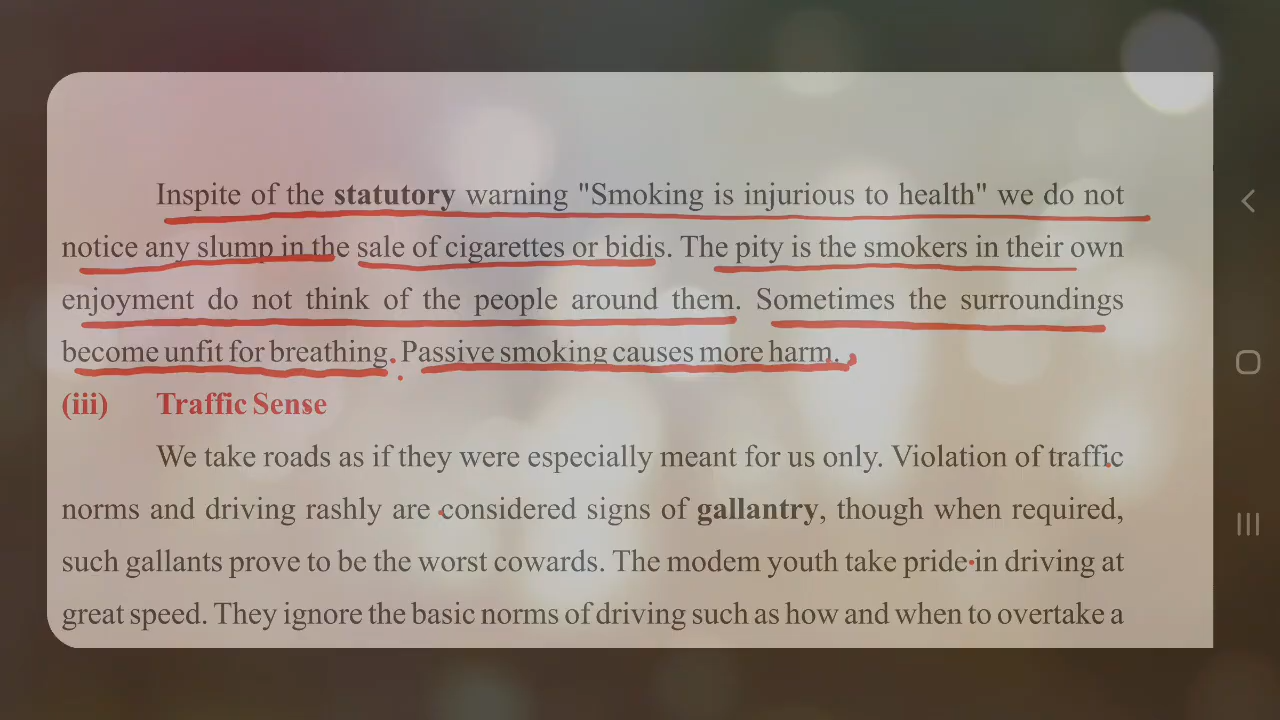 Inspite of the statutory warning "Smoking is injurious to health" we do not
notice any slump in the sale of cigarettes or bidis. The pity is the smokers in their own
enjoyment do not think of the people around them. Sometimes the surroundings
become unfit for breathing. Passive smoking causes more harm.
(iii) Traffic Sense
We take roads as if they were especially meant for us only. Violation of traffic
norms and driving rashly are considered signs of gallantry, though when required,
such gallants prove to be the worst cowards. The modem youth take pride in driving at
great speed. They ignore the basic norms of driving such as how and when to overtake a